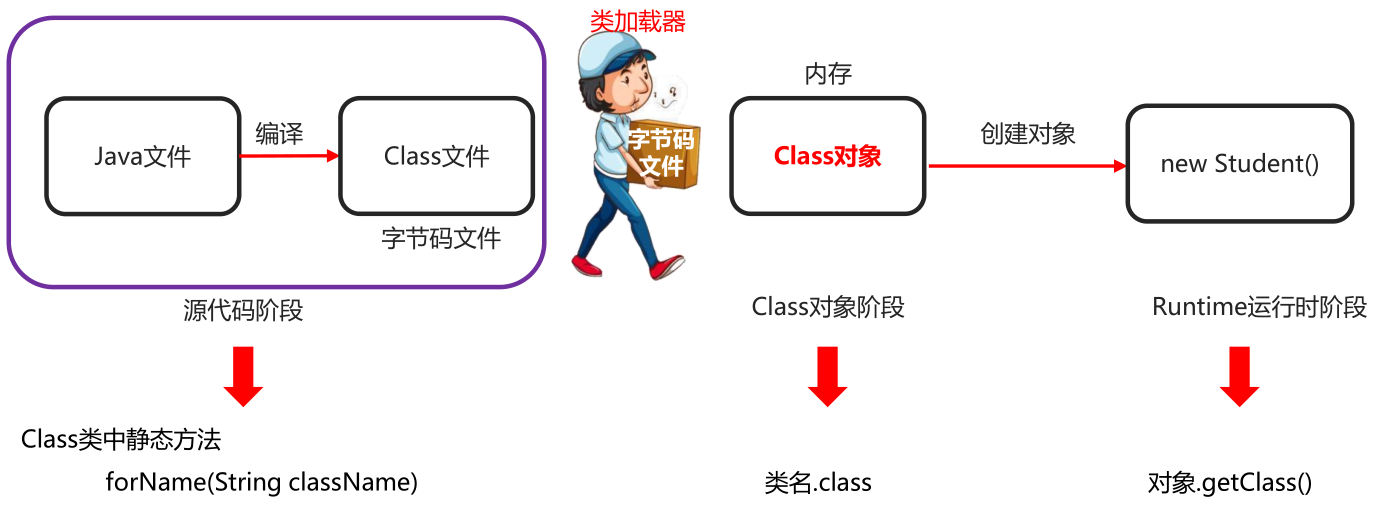 类加载器
内存
Java文件
编译
Class文件
字节码文件
字节码
文件
Class对象
创建对象
new Student()
源代码阶段
Class对象阶段
Runtime运行时阶段
Class类中静态方法
forName(String className)
类名.class
对象.getClass()